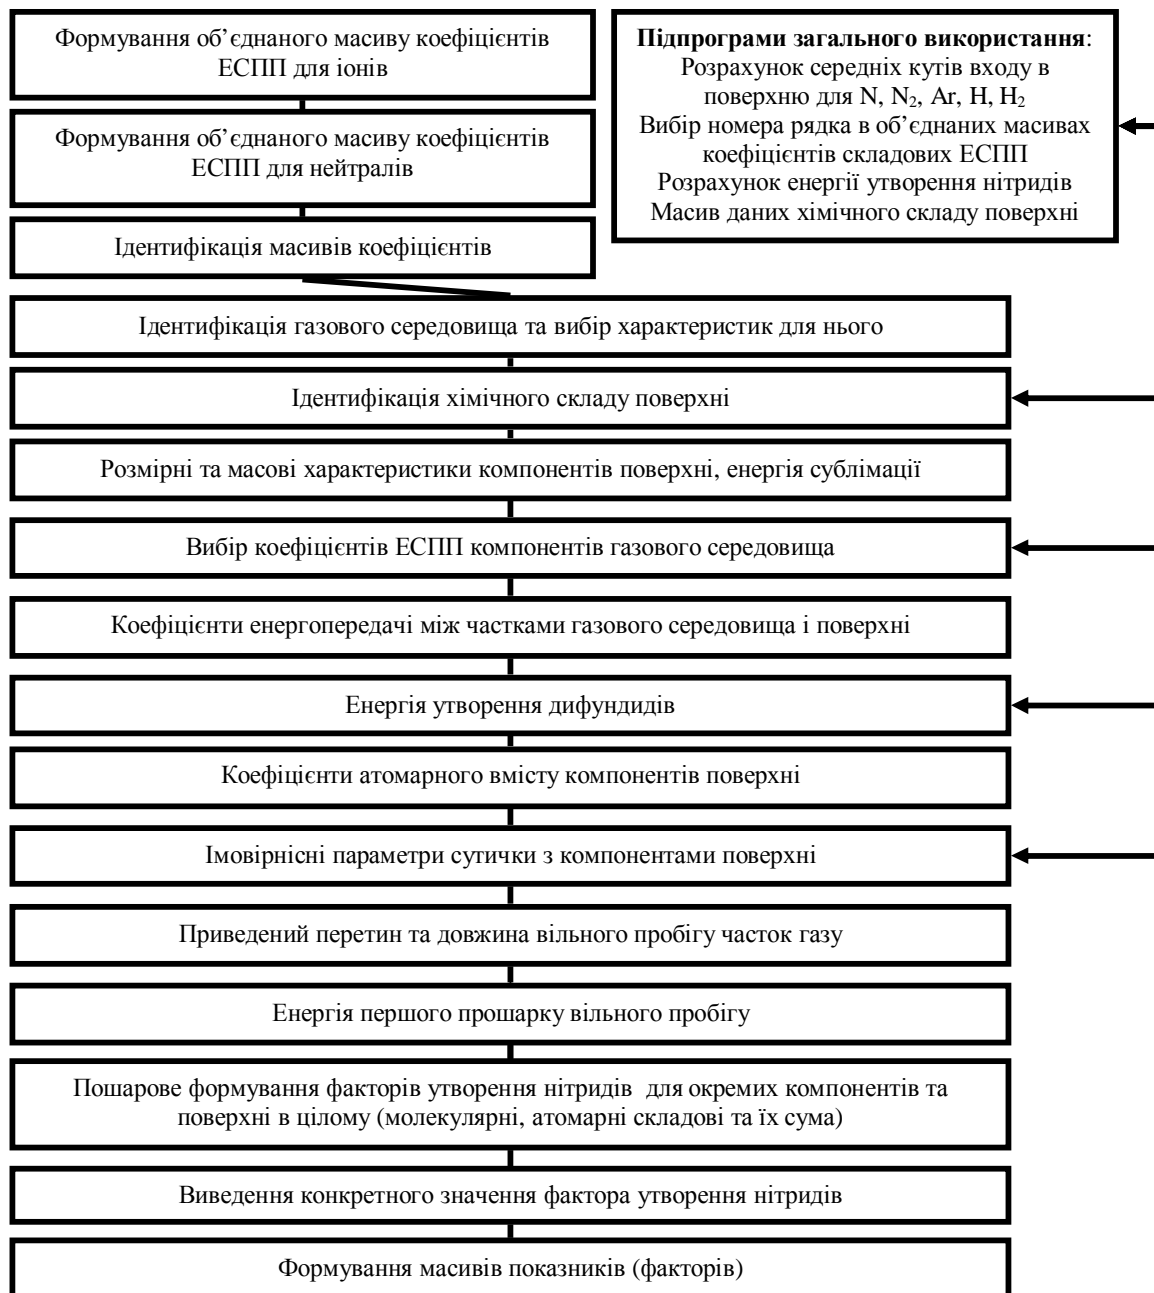 Формування об’єднаного масиву коефіцієнтів
ЕСПП для іонів
Формування об’єднаного масиву коефіцієнтів
ЕСПП для нейтралів
Ідентифікація масивів коефіцієнтів
Підпрограми загального використання:
Розрахунок середніх кутів входу в
поверхню для N, N₂, Ar, H, H₂
Вибір номера рядка в об’єднаних масивах
коефіцієнтів складових ЕСПП
Розрахунок енергії утворення нітридів
Масив даних хімічного складу поверхні
Ідентифікація газового середовища та вибір характеристик для нього
Ідентифікація хімічного складу поверхні
Розмірні та масові характеристики компонентів поверхні, енергія сублімації
Вибір коефіцієнтів ЕСПП компонентів газового середовища
Коефіцієнти енергопередачі між частками газового середовища і поверхні
Енергія утворення дифундидів
Коефіцієнти атомарного вмісту компонентів поверхні
Імовірнісні параметри сутички з компонентами поверхні
Приведений перетин та довжина вільного пробігу часток газу
Енергія першого прошарку вільного пробігу
Пошарове формування факторів утворення нітридів  для окремих компонентів та
поверхні в цілому (молекулярні, атомарні складові та їх сума)
Виведення конкретного значення фактора утворення нітридів
Формування масивів показників (факторів)